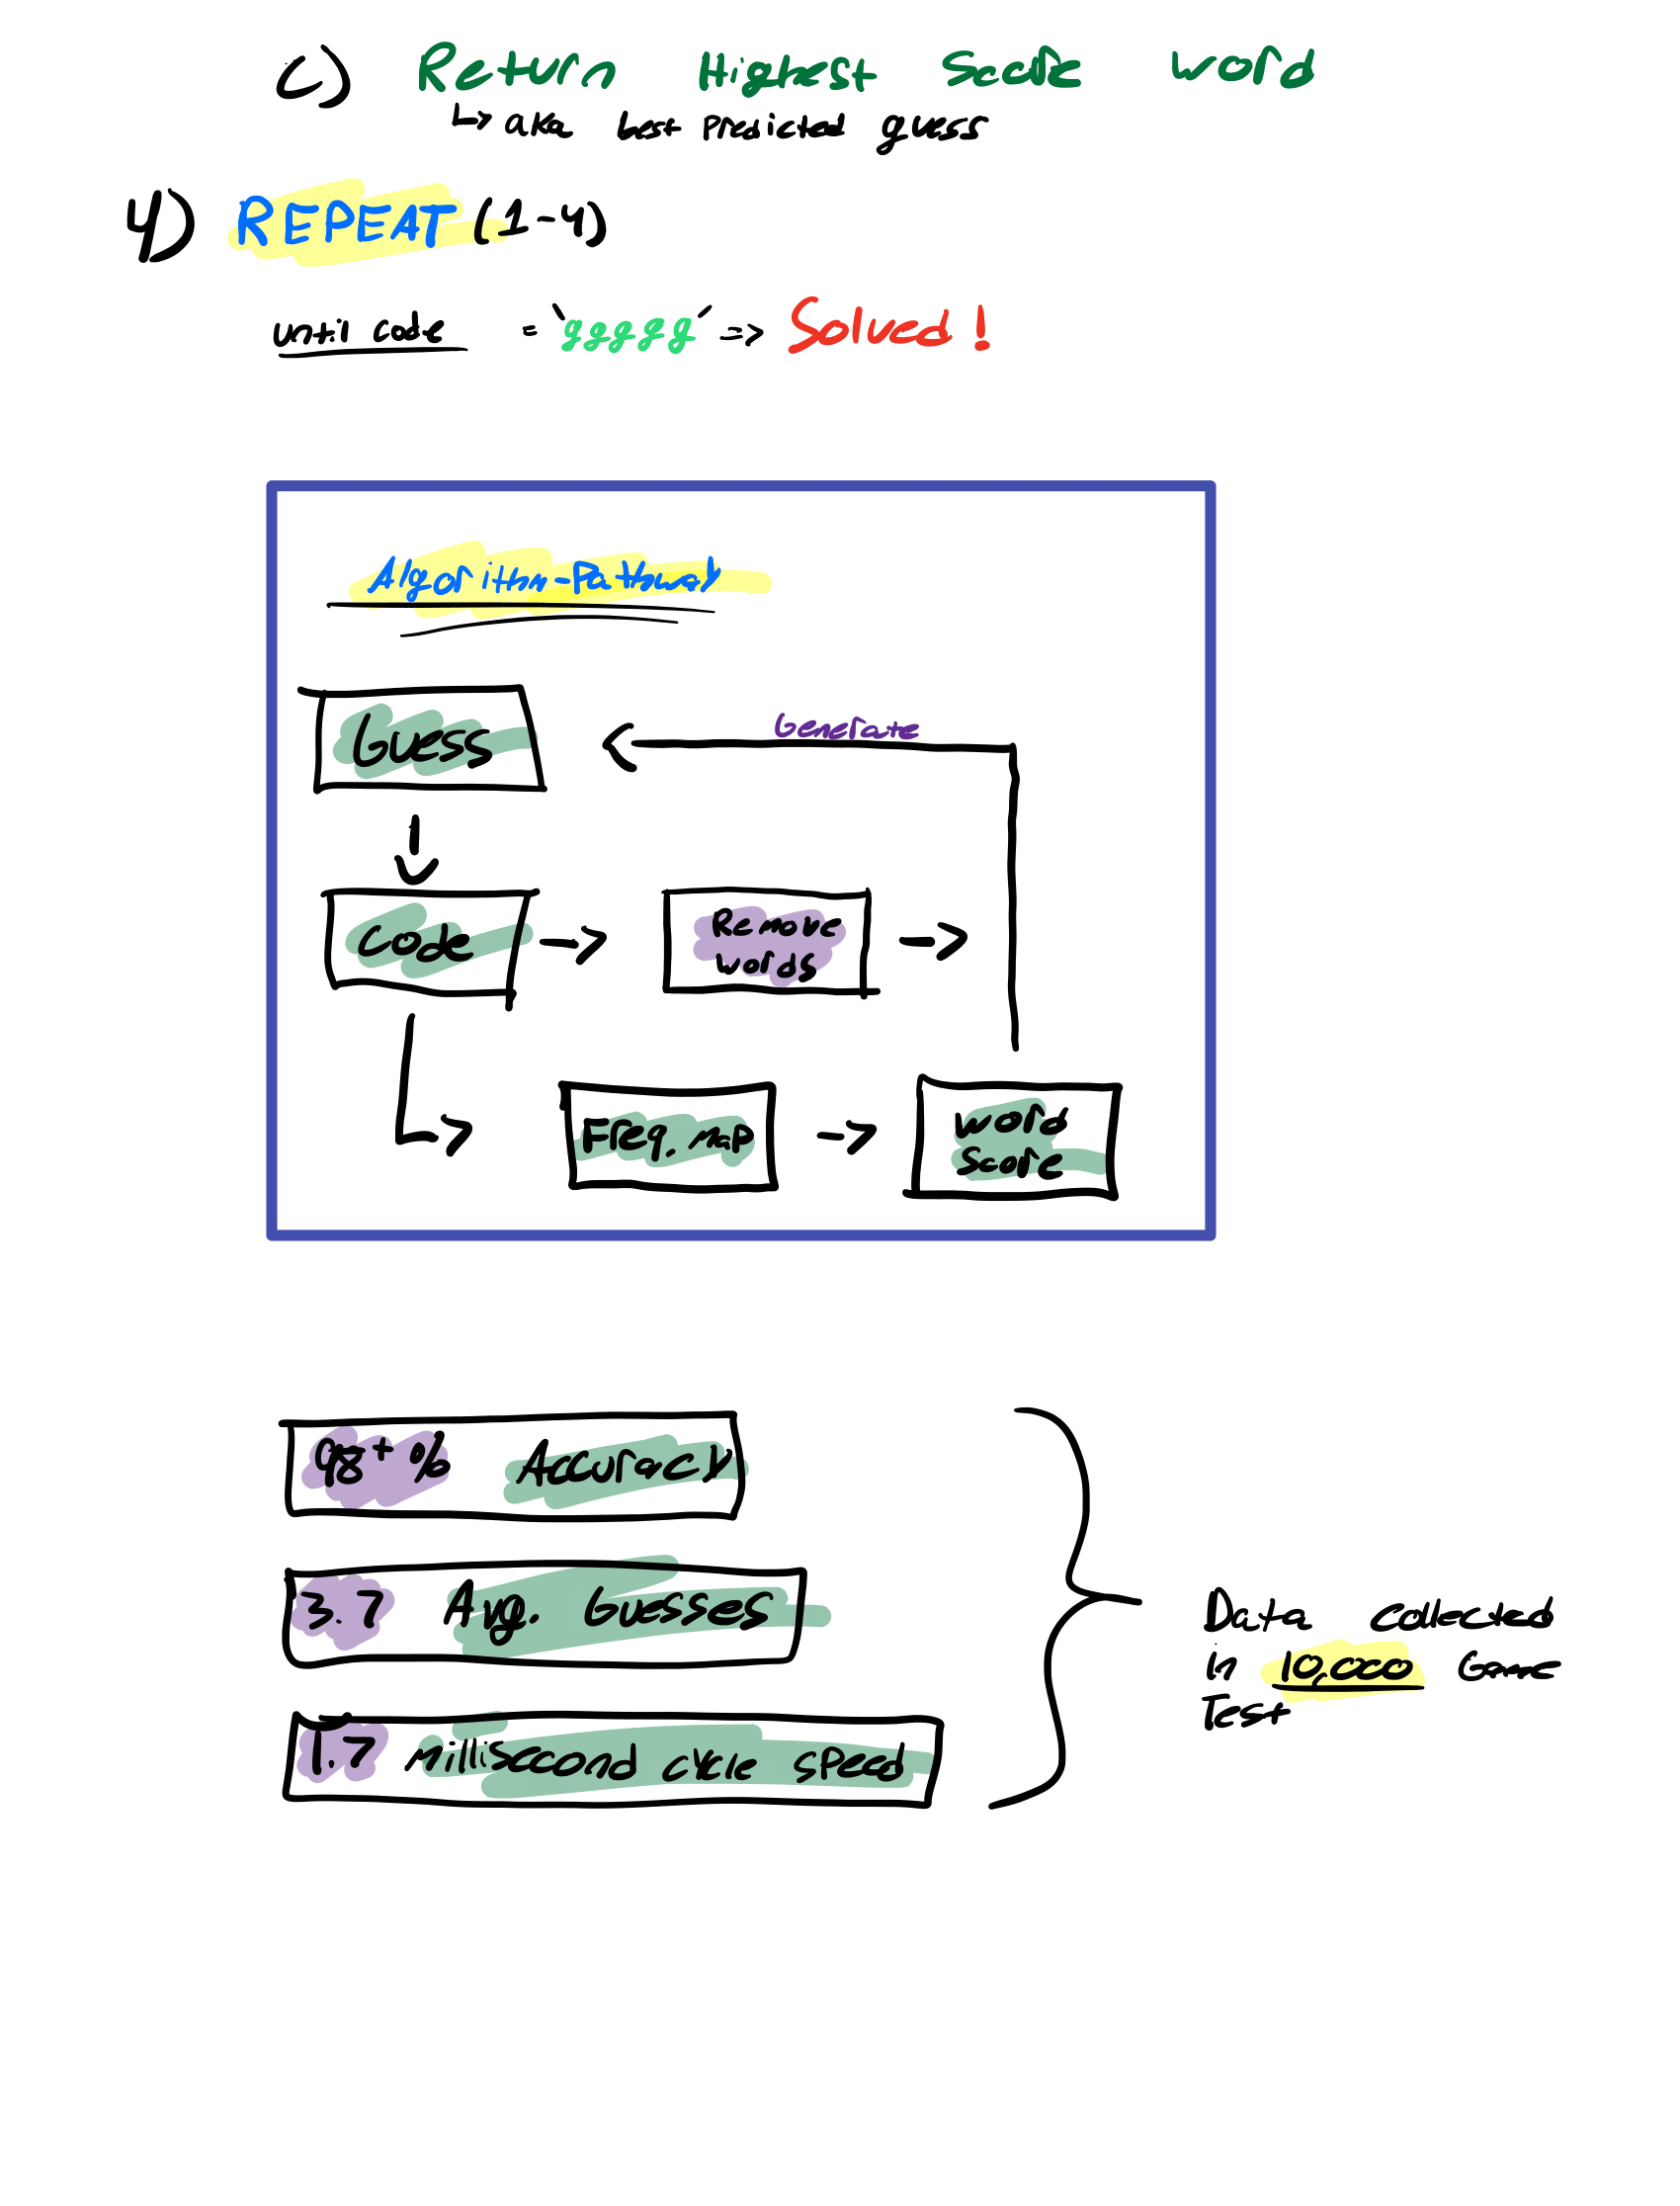 c) Return Highest Score word
↳ aka best predicted guess
4) REPEAT (1-4)
until code = 'ggggg' => Solved!
Algorithm-Pathway
Guess
Generate
Code
Remove
words
Freq. map
word
score
98+% Accuracy
3.7 Avg. Guesses
1.7 millisecond cycle speed
Data collected
in 10,000 Game
Test